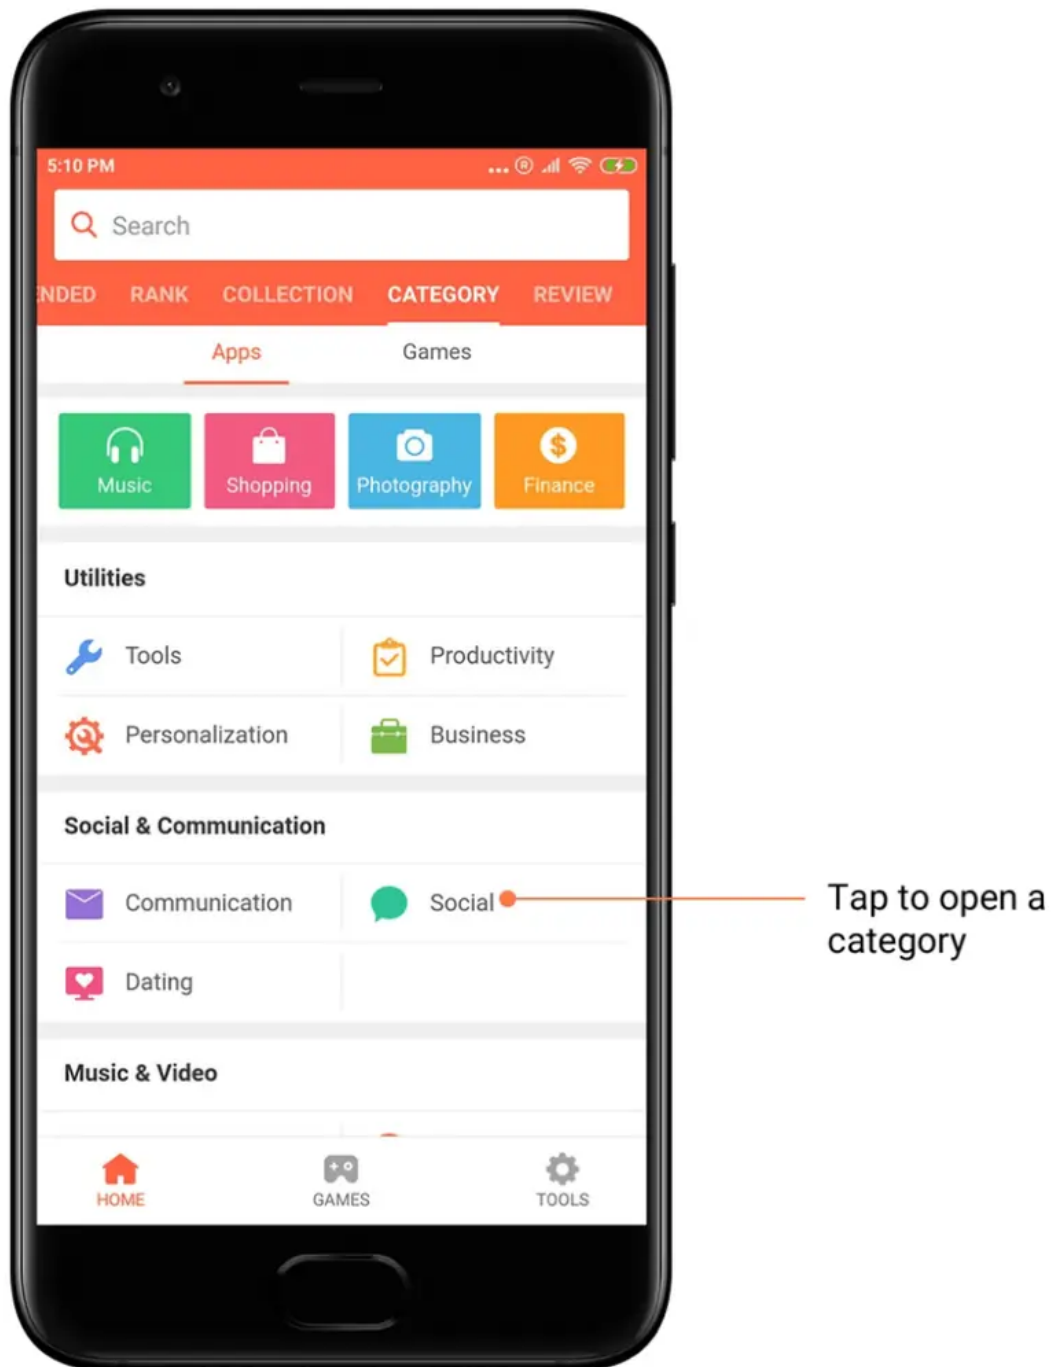 5:10 PM
... ®
Search
ENDED RANK COLLECTION CATEGORY REVIEW
Apps Games
Music Shopping Photography Finance
$
Utilities
Tools Productivity
Personalization Business
Social & Communication
Communication Social
Tap to open a
category
Dating
Music & Video
HOME GAMES TOOLS